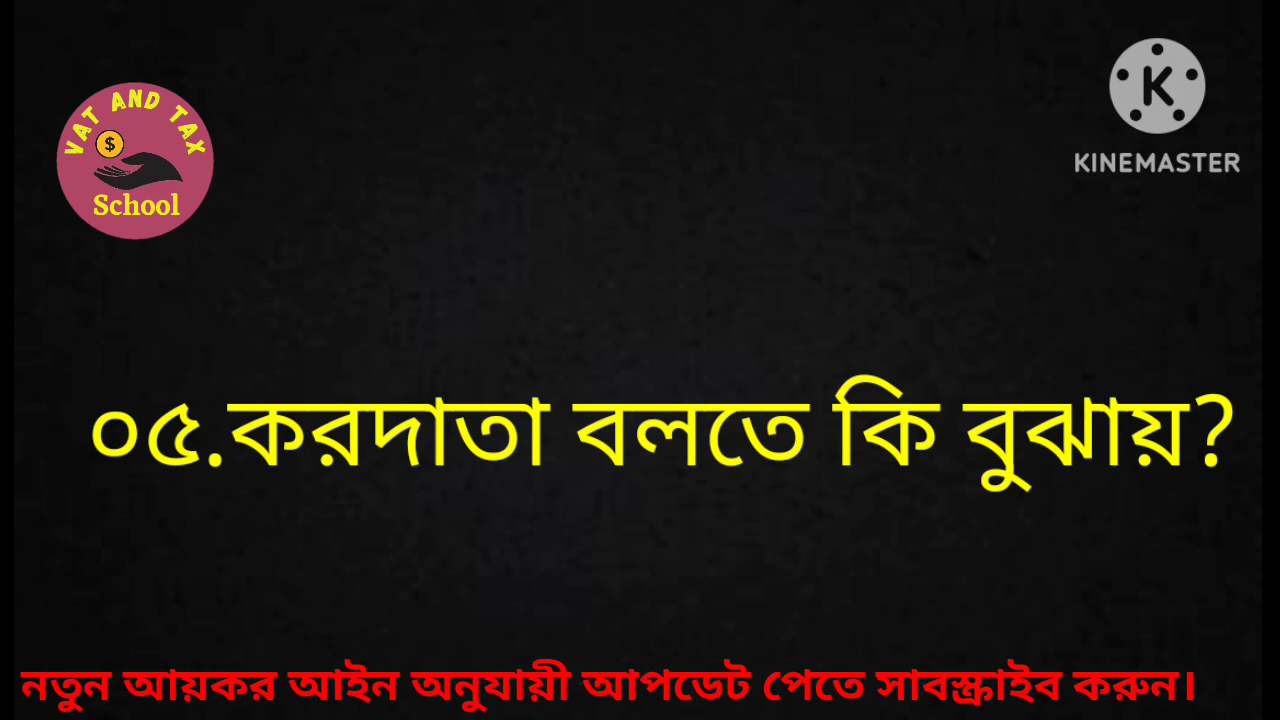 VAT AND TAX
$
School
K
KINEMASTER
০৫.করদাতা বলতে কি বুঝায়?
নতুন আয়কর আইন অনুযায়ী আপডেট পেতে সাবস্ক্রাইব করুন।